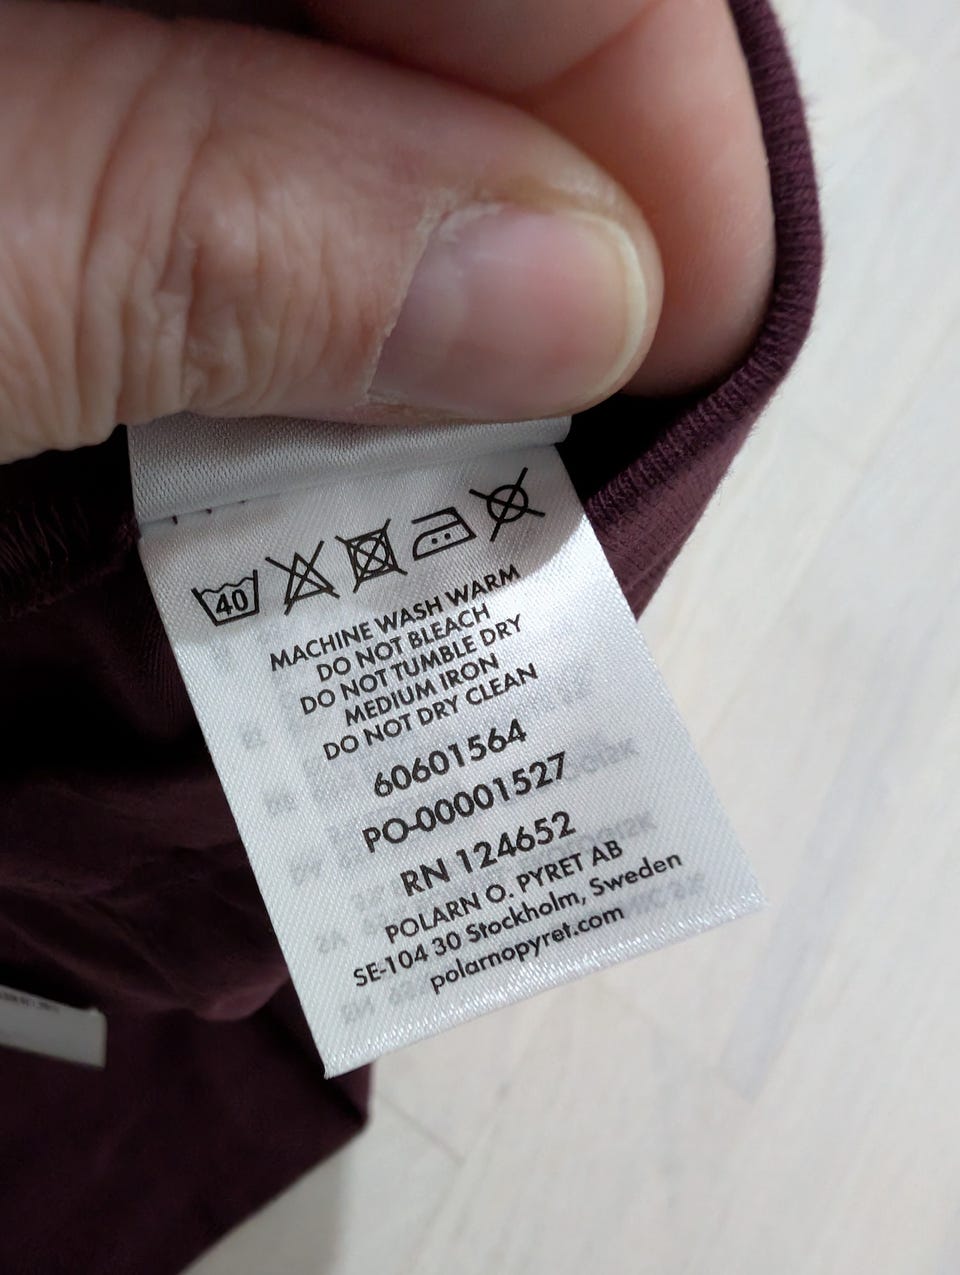 40
MACHINE WASH WARM
DO NOT BLEACH
DO NOT TUMBLE DRY
MEDIUM IRON
DO NOT DRY CLEAN
60601564
PO-00001527
RN 124652
POLARN O. PYRET AB
SE-104 30 Stockholm, Sweden
polarnopyret.com